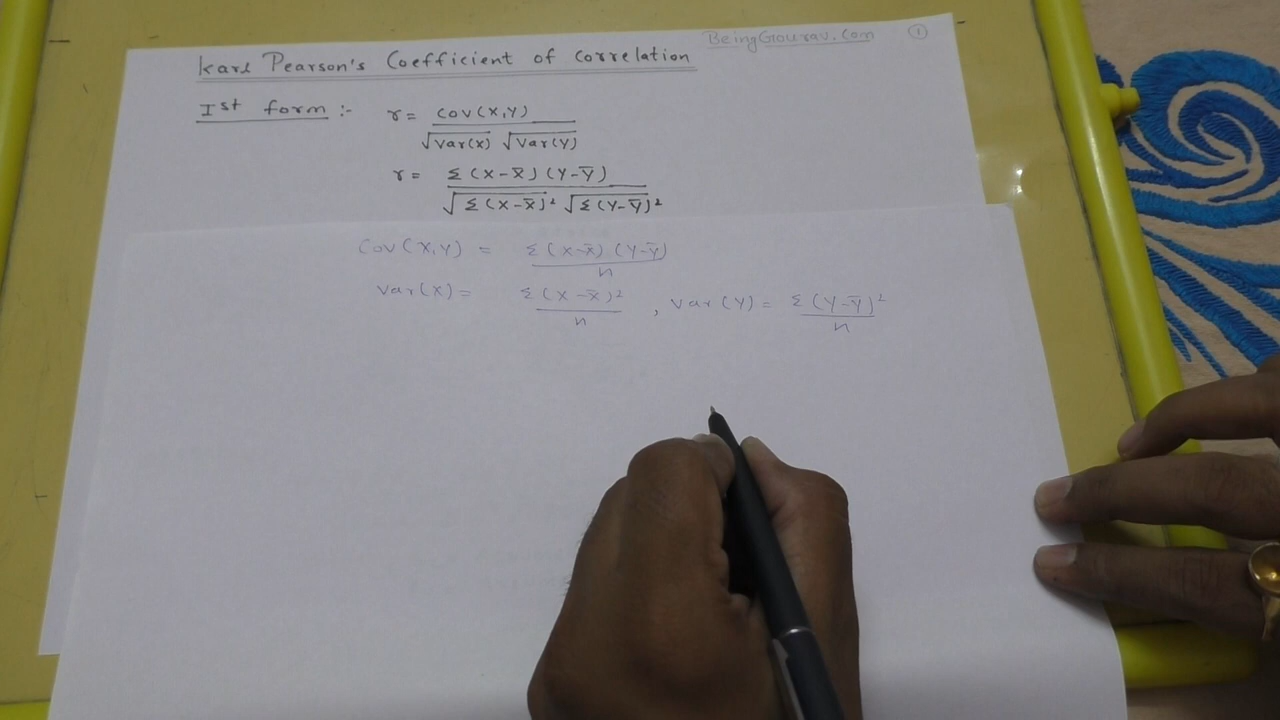 BeingGourav.com ①
Karl Pearson's Coefficient of Correlation
Ist form :- r = Cov(X,Y) / √Var(X) √Var(Y)
r = Σ(X-X̄)(Y-Ȳ) / √Σ(X-X̄)² √Σ(Y-Ȳ)²
Cov(X,Y) = Σ(X-X̄)(Y-Ȳ) / n
Var(X) = Σ(X-X̄)² / n , Var(Y) = Σ(Y-Ȳ)² / n